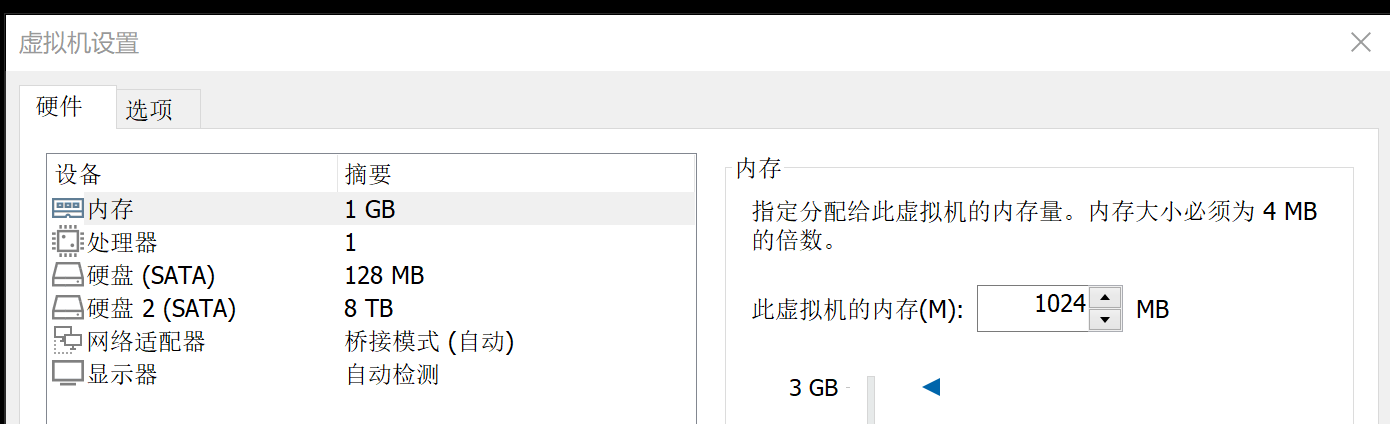 虚拟机设置
硬件 选项
设备 摘要
内存 1 GB
处理器 1
硬盘 (SATA) 128 MB
硬盘 2 (SATA) 8 TB
网络适配器 桥接模式 (自动)
显示器 自动检测
内存
指定分配给此虚拟机的内存量。内存大小必须为 4 MB
的倍数。
此虚拟机的内存(M): 1024 MB
3 GB